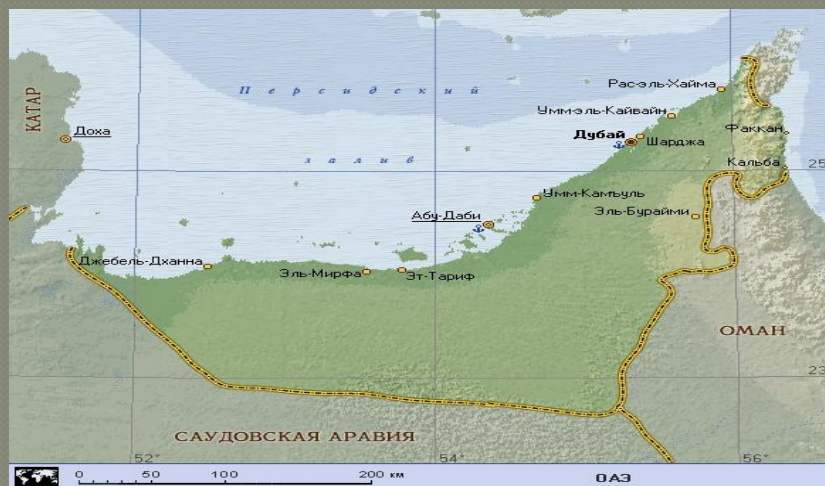 Персидский
Рас-эль-Хайма
КАТАР
Умм-эль-Кайвайн
Доха
Дубай
Факкан
Шарджа
залив
25
Кальба
Умм-Камъуль
Абу-Даби
Эль-Бурайми
Джебель-Дханна
Эль-Мирфа
Эт-Тариф
ОМАН
23
САУДОВСКАЯ АРАВИЯ
52°
54°
56°
0 50 100 200 км
ОАЭ